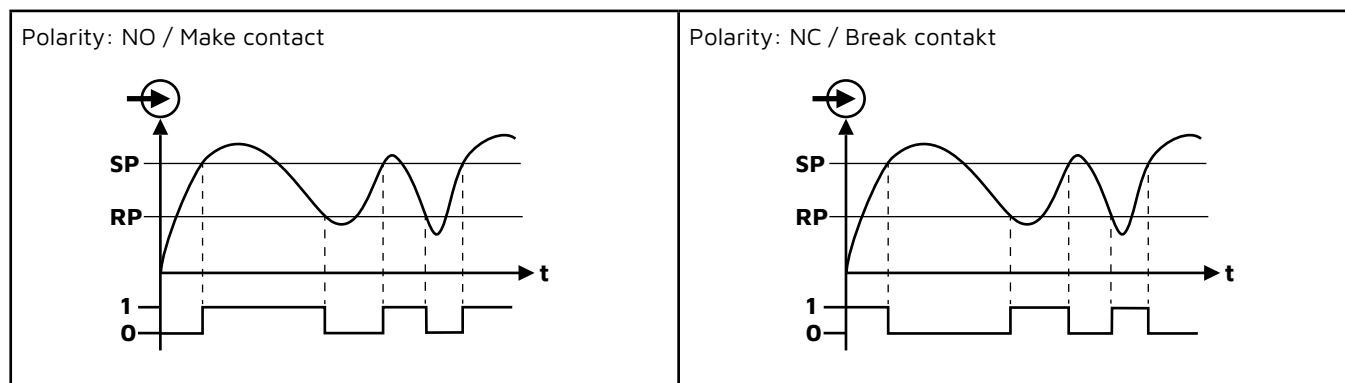 Polarity: NO / Make contact
SP
RP
t
1
0
Polarity: NC / Break contakt
SP
RP
t
1
0